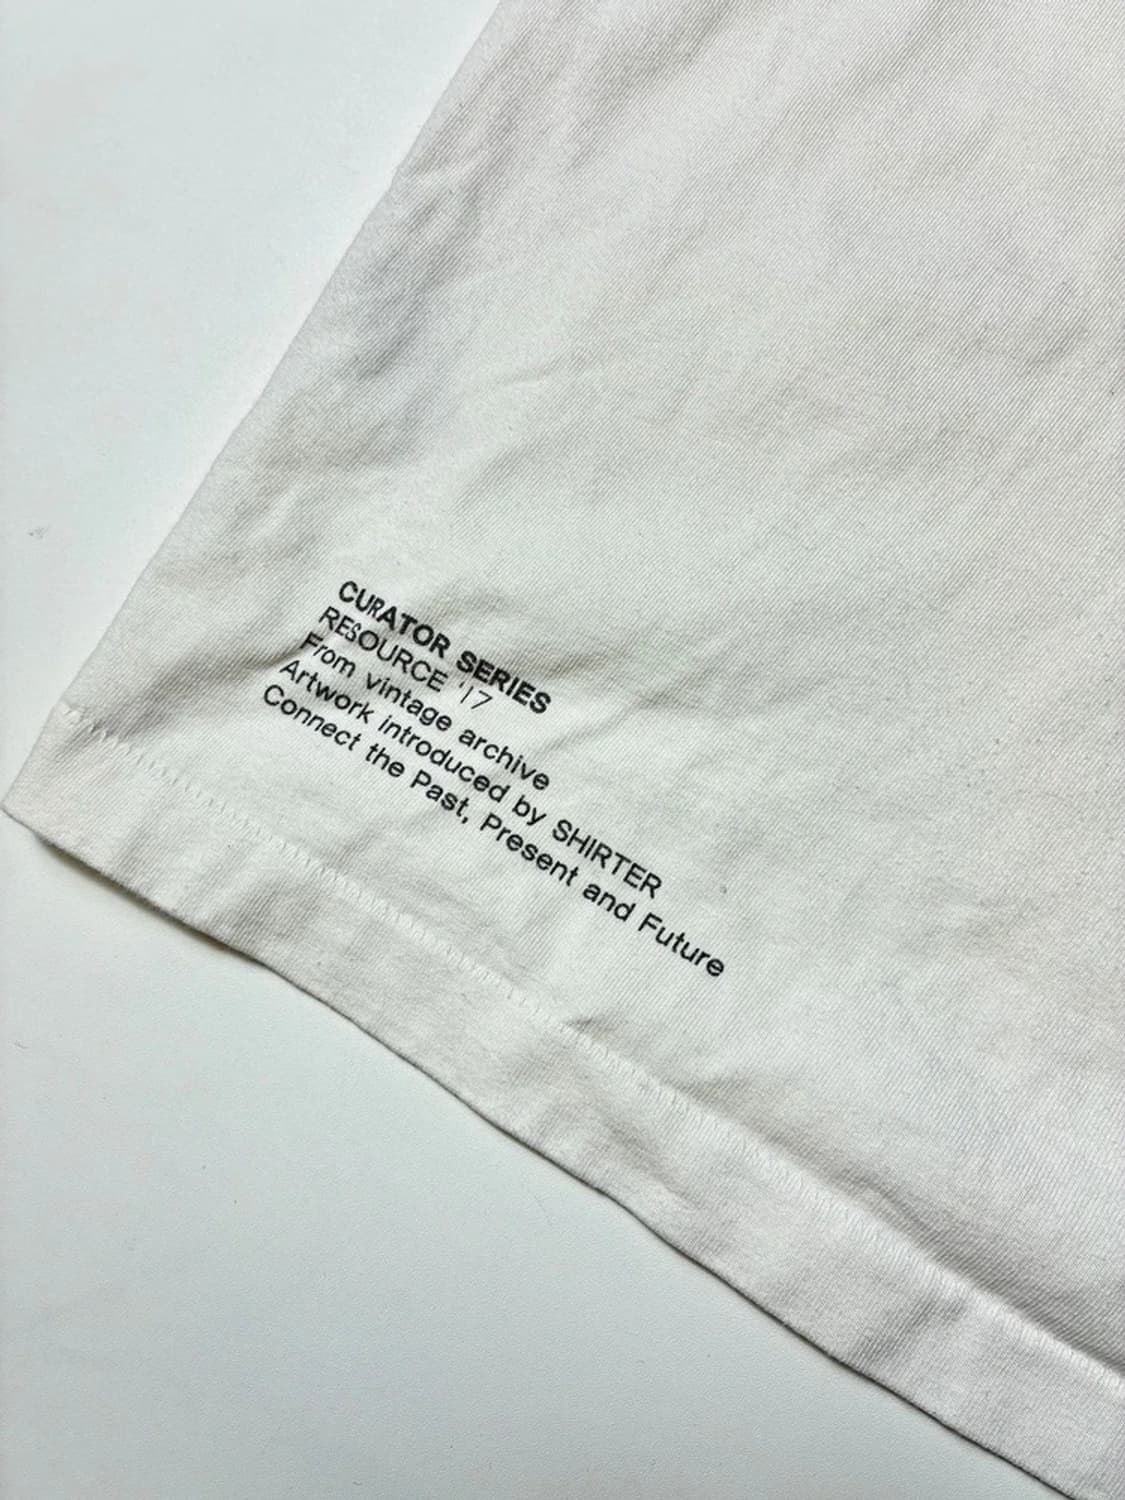 CURATOR SERIES
RESOURCE '17
From vintage archive
Artwork introduced by SHIRTER
Connect the Past, Present and Future